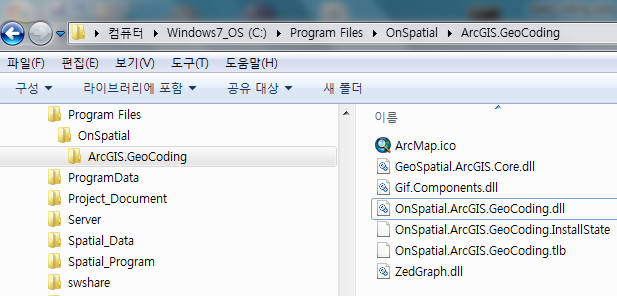 컴퓨터 ▸ Windows7_OS (C:) ▸ Program Files ▸ OnSpatial ▸ ArcGIS.GeoCoding
파일(F) 편집(E) 보기(V) 도구(T) 도움말(H)
구성 라이브러리에 포함 공유 대상 새 폴더
Program Files
OnSpatial
ArcGIS.GeoCoding
ProgramData
Project_Document
Server
Spatial_Data
Spatial_Program
swshare
이름
ArcMap.ico
GeoSpatial.ArcGIS.Core.dll
Gif.Components.dll
OnSpatial.ArcGIS.GeoCoding.dll
OnSpatial.ArcGIS.GeoCoding.InstallState
OnSpatial.ArcGIS.GeoCoding.tlb
ZedGraph.dll